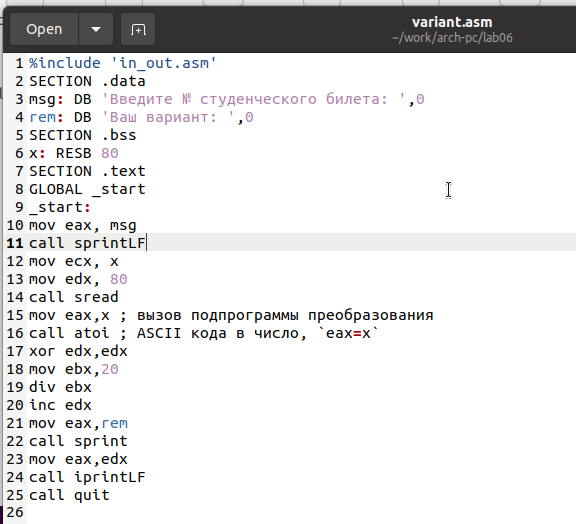 Open
variant.asm
~/work/arch-pc/lab06
1 %include 'in_out.asm'
2 SECTION .data
3 msg: DB 'Введите № студенческого билета: ',0
4 rem: DB 'Ваш вариант: ',0
5 SECTION .bss
6 x: RESB 80
7 SECTION .text
8 GLOBAL _start
9 _start:
10 mov eax, msg
11 call sprintLF
12 mov ecx, x
13 mov edx, 80
14 call sread
15 mov eax,x ; вызов подпрограммы преобразования
16 call atoi ; ASCII кода в число, `eax=x`
17 xor edx,edx
18 mov ebx,20
19 div ebx
20 inc edx
21 mov eax,rem
22 call sprint
23 mov eax,edx
24 call iprintLF
25 call quit
26